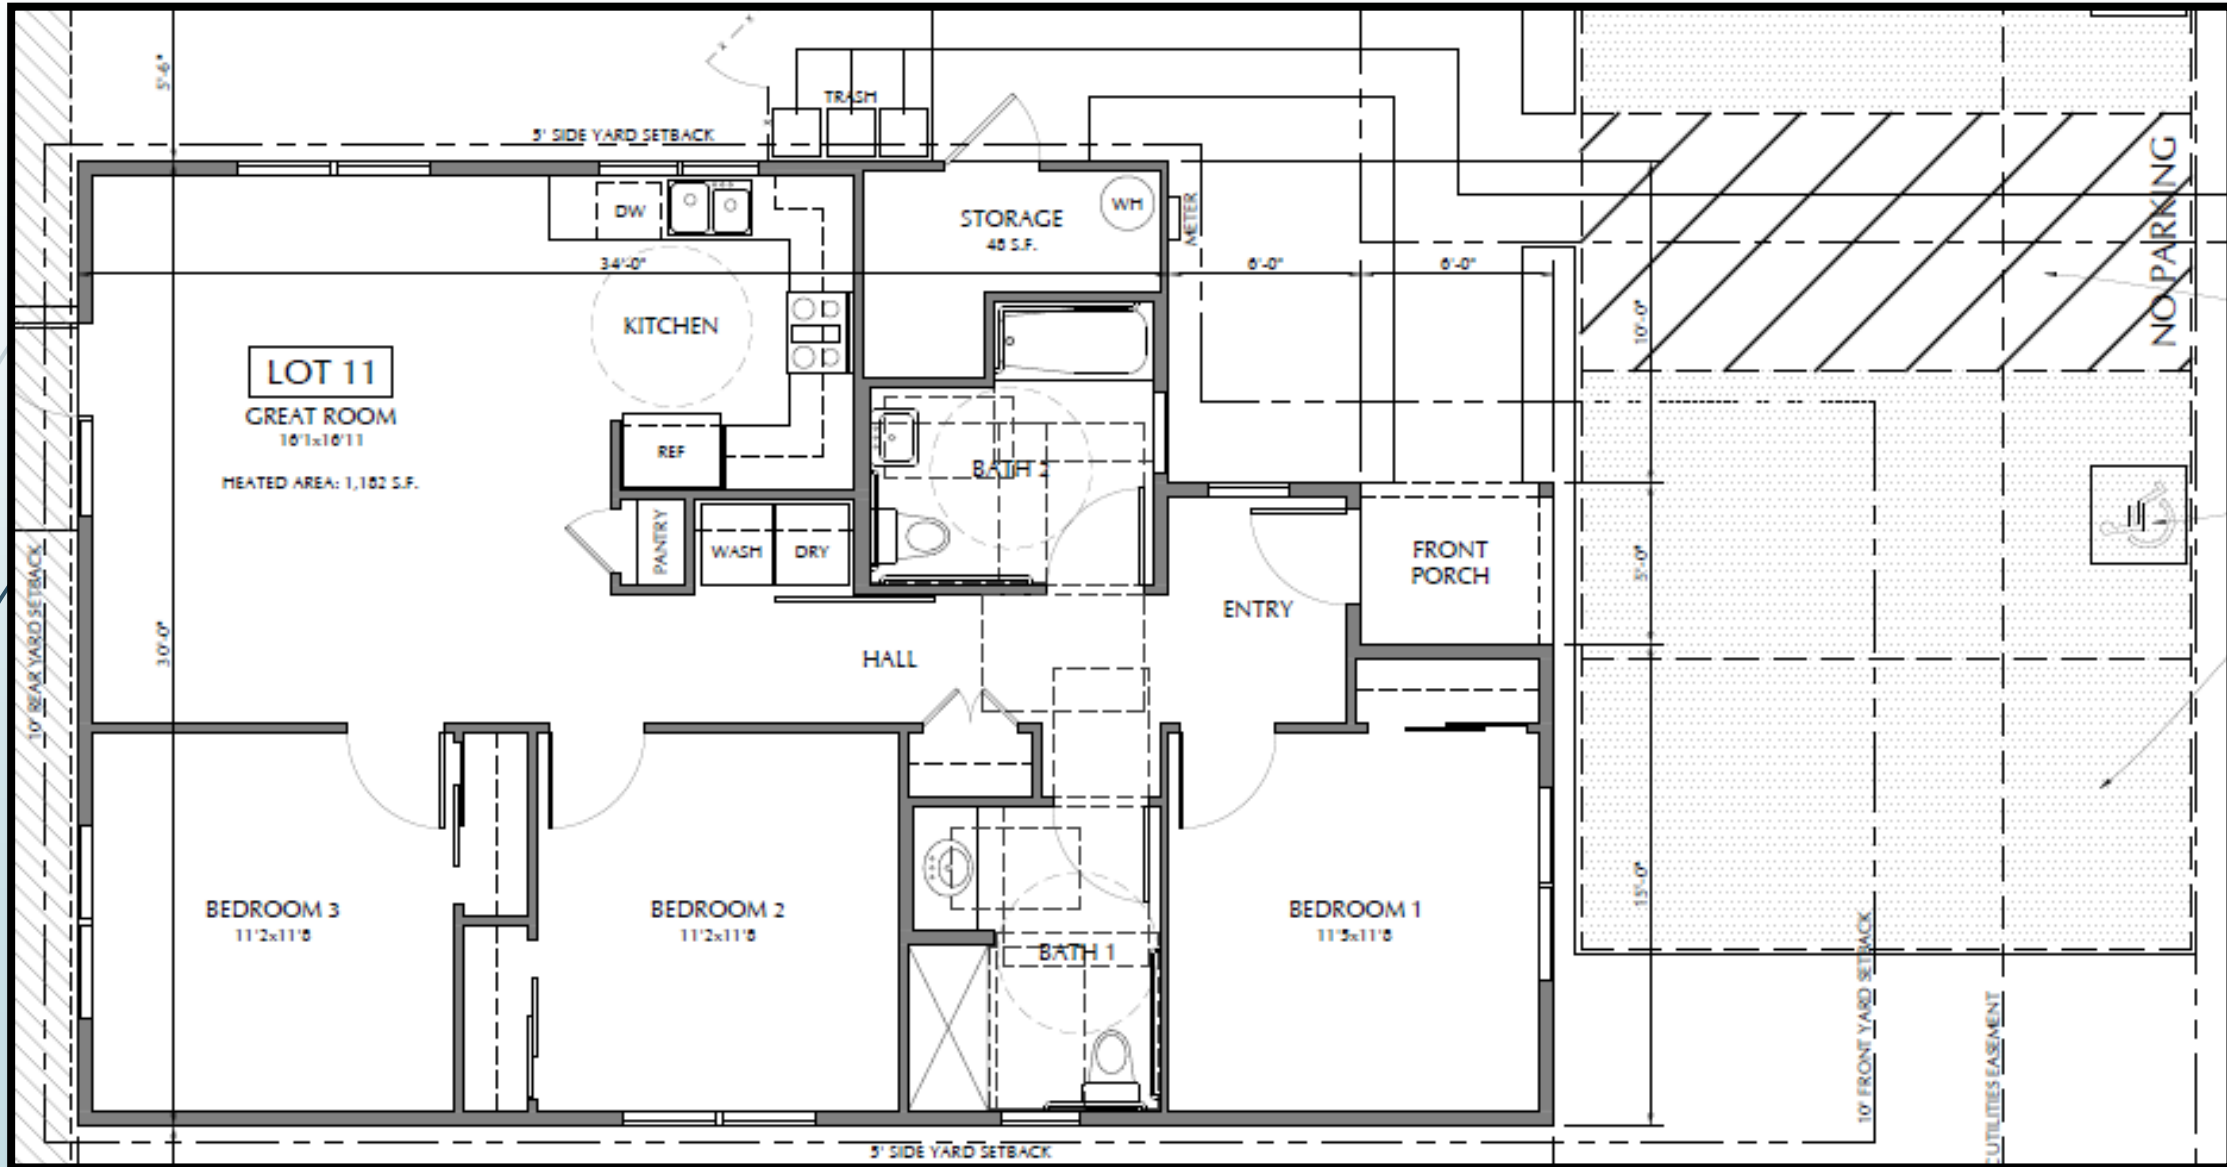 5'-6"
TRASH
5' SIDE YARD SETBACK
DW
STORAGE
48 S.F.
WH
METER
NO PARKING
34'-0"
6'-0"
6'-0"
10'-0"
KITCHEN
LOT 11
GREAT ROOM
16'1x16'11
HEATED AREA: 1,182 S.F.
REF
BATH 2
PANTRY
WASH
DRY
FRONT
PORCH
5'-0"
ENTRY
10' REAR YARD SETBACK
30'-0"
HALL
BEDROOM 3
11'2x11'8
BEDROOM 2
11'2x11'8
BATH 1
BEDROOM 1
11'5x11'8
15'-0"
10' FRONT YARD SETBACK
UTILITIES EASEMENT
5' SIDE YARD SETBACK